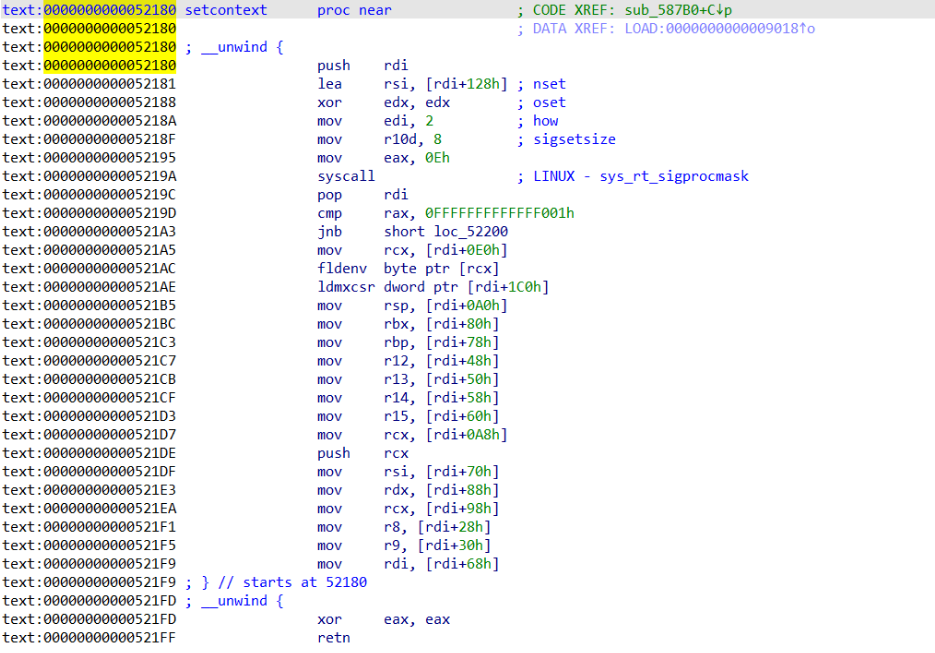 text:0000000000052180 setcontext      proc near               ; CODE XREF: sub_587B0+C↓p
text:0000000000052180                                         ; DATA XREF: LOAD:0000000000009018↑o
text:0000000000052180 ; __unwind {
text:0000000000052180                 push    rdi
text:0000000000052181                 lea     rsi, [rdi+128h] ; nset
text:0000000000052188                 xor     edx, edx        ; oset
text:000000000005218A                 mov     edi, 2          ; how
text:000000000005218F                 mov     r10d, 8         ; sigsetsize
text:0000000000052195                 mov     eax, 0Eh
text:000000000005219A                 syscall                 ; LINUX - sys_rt_sigprocmask
text:000000000005219C                 pop     rdi
text:000000000005219D                 cmp     rax, 0FFFFFFFFFFFFF001h
text:00000000000521A3                 jnb     short loc_52200
text:00000000000521A5                 mov     rcx, [rdi+0E0h]
text:00000000000521AC                 fldenv  byte ptr [rcx]
text:00000000000521AE                 ldmxcsr dword ptr [rdi+1C0h]
text:00000000000521B5                 mov     rsp, [rdi+0A0h]
text:00000000000521BC                 mov     rbx, [rdi+80h]
text:00000000000521C3                 mov     rbp, [rdi+78h]
text:00000000000521C7                 mov     r12, [rdi+48h]
text:00000000000521CB                 mov     r13, [rdi+50h]
text:00000000000521CF                 mov     r14, [rdi+58h]
text:00000000000521D3                 mov     r15, [rdi+60h]
text:00000000000521D7                 mov     rcx, [rdi+0A8h]
text:00000000000521DE                 push    rcx
text:00000000000521DF                 mov     rsi, [rdi+70h]
text:00000000000521E3                 mov     rdx, [rdi+88h]
text:00000000000521EA                 mov     rcx, [rdi+98h]
text:00000000000521F1                 mov     r8, [rdi+28h]
text:00000000000521F5                 mov     r9, [rdi+30h]
text:00000000000521F9                 mov     rdi, [rdi+68h]
text:00000000000521F9 ; } // starts at 52180
text:00000000000521FD ; __unwind {
text:00000000000521FD                 xor     eax, eax
text:00000000000521FF                 retn